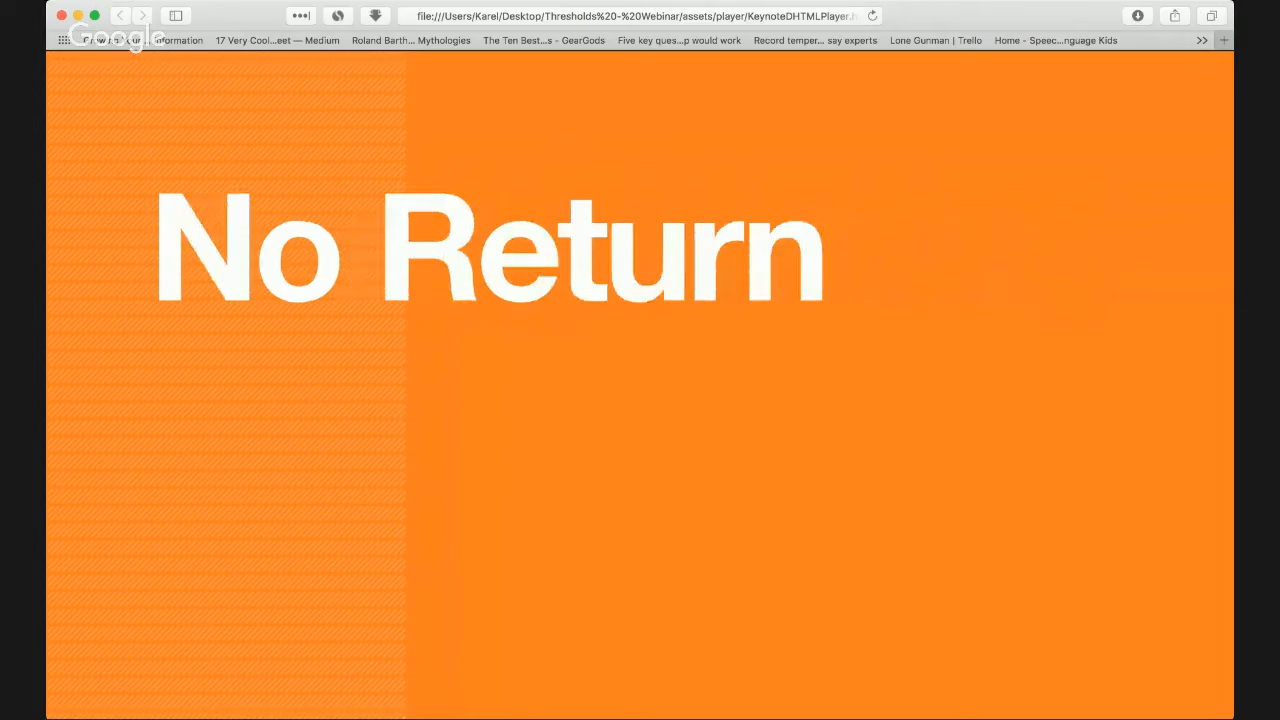 file:///Users/Karel/Desktop/Thresholds%20-%20Webinar/assets/player/KeynoteDHTMLPlayer.h
Google
17 Very Cool...eet — Medium
Roland Barth... Mythologies
The Ten Best...s - GearGods
Five key ques...p would work
Record temper... say experts
Lone Gunman | Trello
Home - Speec...nguage Kids
No Return